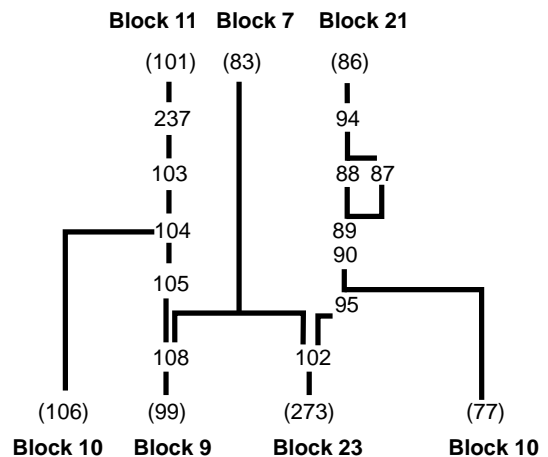 Block 11 Block 7 Block 21
(101) (83) (86)
237 94
103 88 87
104 89
90
105 95
108 102
(106) (99) (273) (77)
Block 10 Block 9 Block 23 Block 10